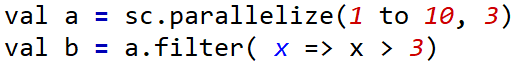 val a = sc.parallelize(1 to 10, 3)
val b = a.filter( x => x > 3)